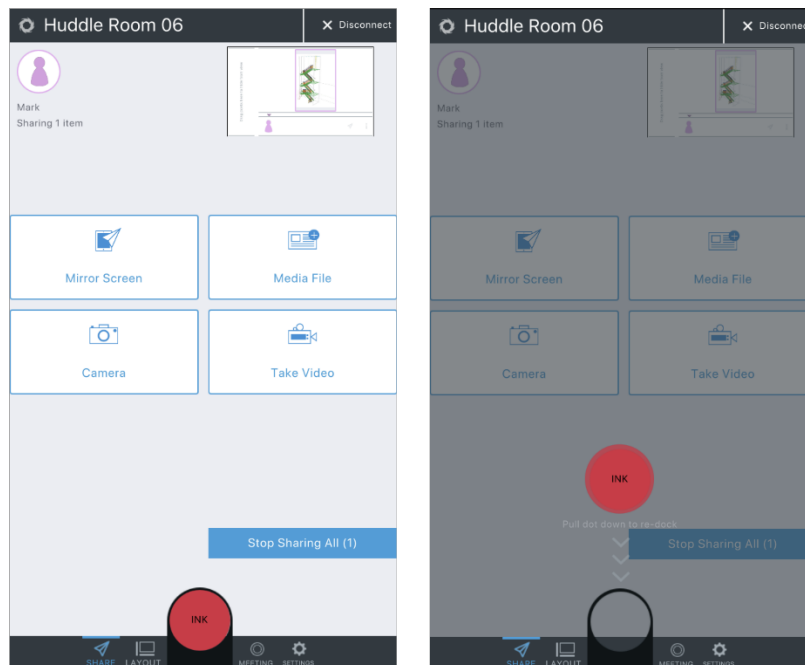 Huddle Room 06
Disconnect
Mark
Sharing 1 item
Mirror Screen
Media File
Camera
Take Video
Stop Sharing All (1)
INK
SHARE
LAYOUT
MEETING
SETTINGS
Huddle Room 06
Disconnec
Mark
Sharing 1 item
Mirror Screen
Media File
Camera
Take Video
INK
Pull dot down to re-dock
Stop Sharing All (1)
SHARE
LAYOUT
MEETING
SETTINGS